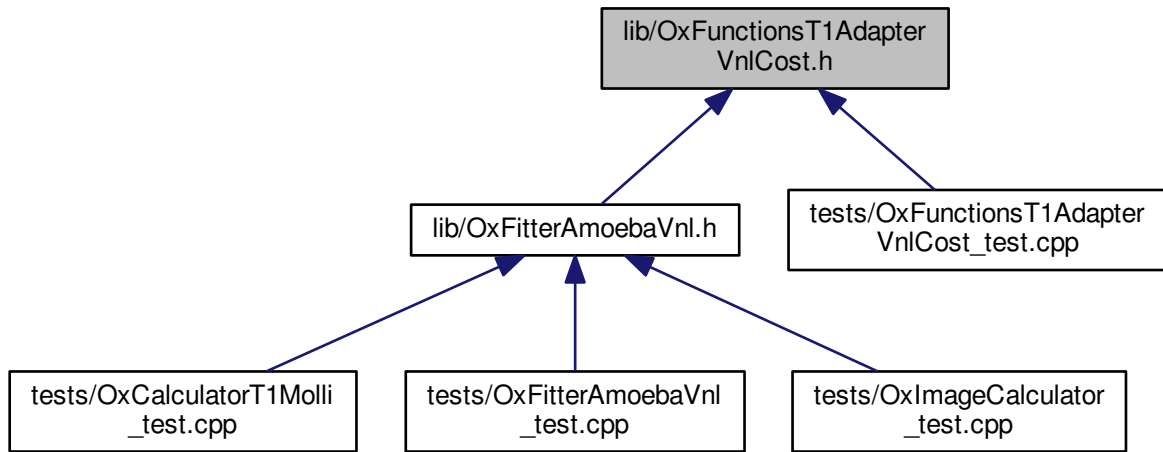 lib/OxFunctionsT1Adapter
VnlCost.h
lib/OxFitterAmoebaVnl.h
tests/OxFunctionsT1Adapter
VnlCost_test.cpp
tests/OxCalculatorT1Molli
_test.cpp
tests/OxFitterAmoebaVnl
_test.cpp
tests/OxImageCalculator
_test.cpp